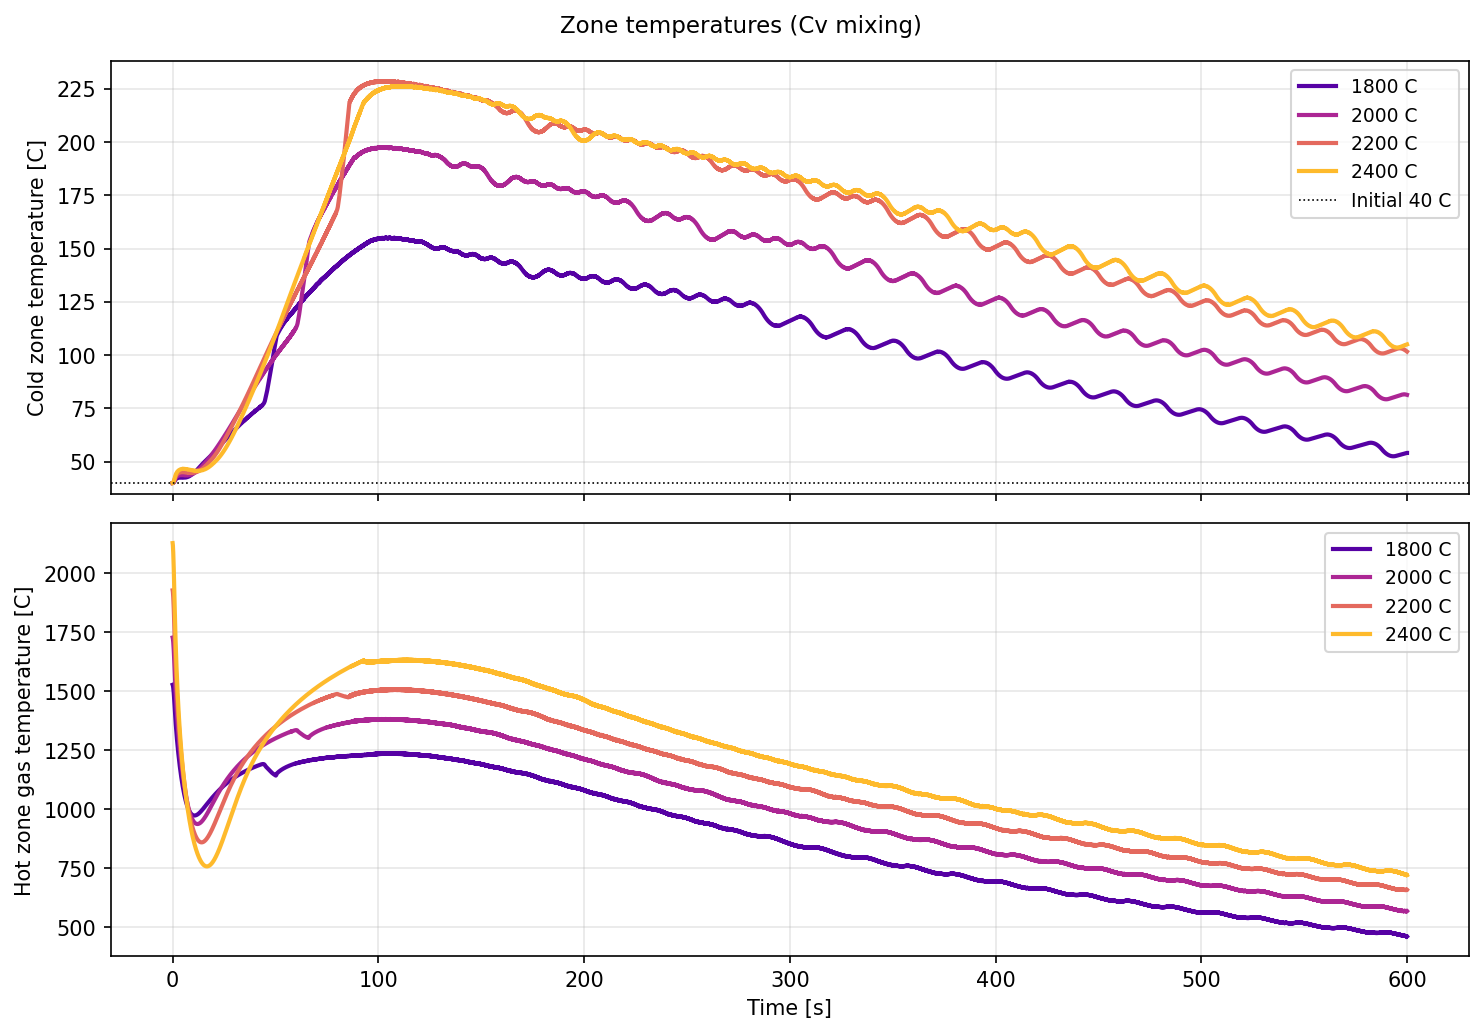 Zone temperatures (Cv mixing)
Cold zone temperature [C]
225
200
175
150
125
100
75
50
1800 C
2000 C
2200 C
2400 C
Initial 40 C
Hot zone gas temperature [C]
2000
1750
1500
1250
1000
750
500
1800 C
2000 C
2200 C
2400 C
0 100 200 300 400 500 600
Time [s]